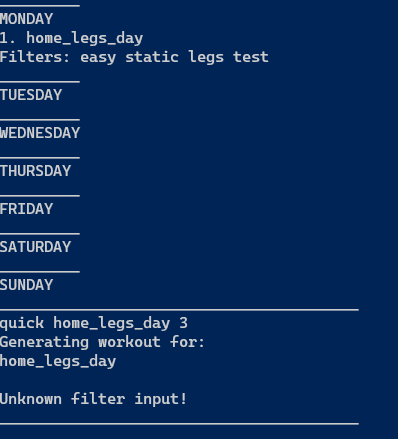 MONDAY
1. home_legs_day
Filters: easy static legs test
TUESDAY
WEDNESDAY
THURSDAY
FRIDAY
SATURDAY
SUNDAY
quick home_legs_day 3
Generating workout for:
home_legs_day
Unknown filter input!